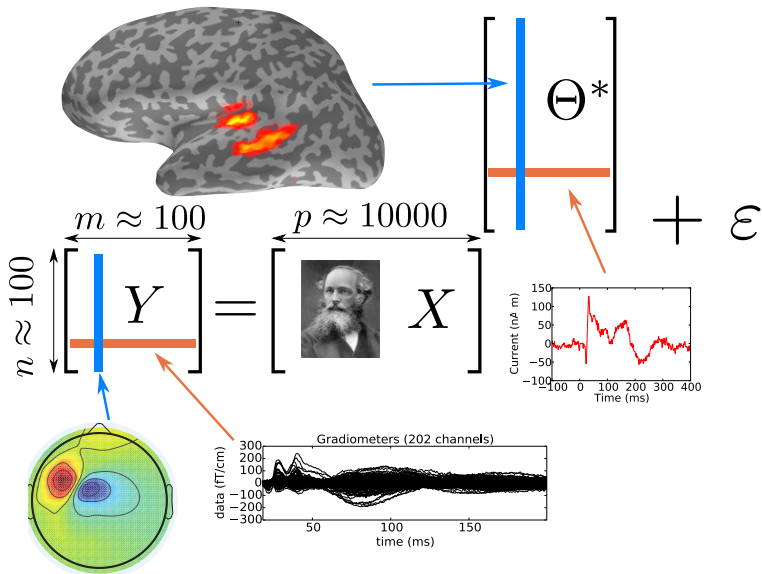 Θ*
m ≈ 100
p ≈ 10000
+ ε
n ≈ 100
Y
=
X
150
100
50
0
−50
−100
Current (nA m)
−100 0 100 200 300 400
Time (ms)
Gradiometers (202 channels)
300
200
100
0
−100
−200
−300
data (fT/cm)
50 100 150
time (ms)